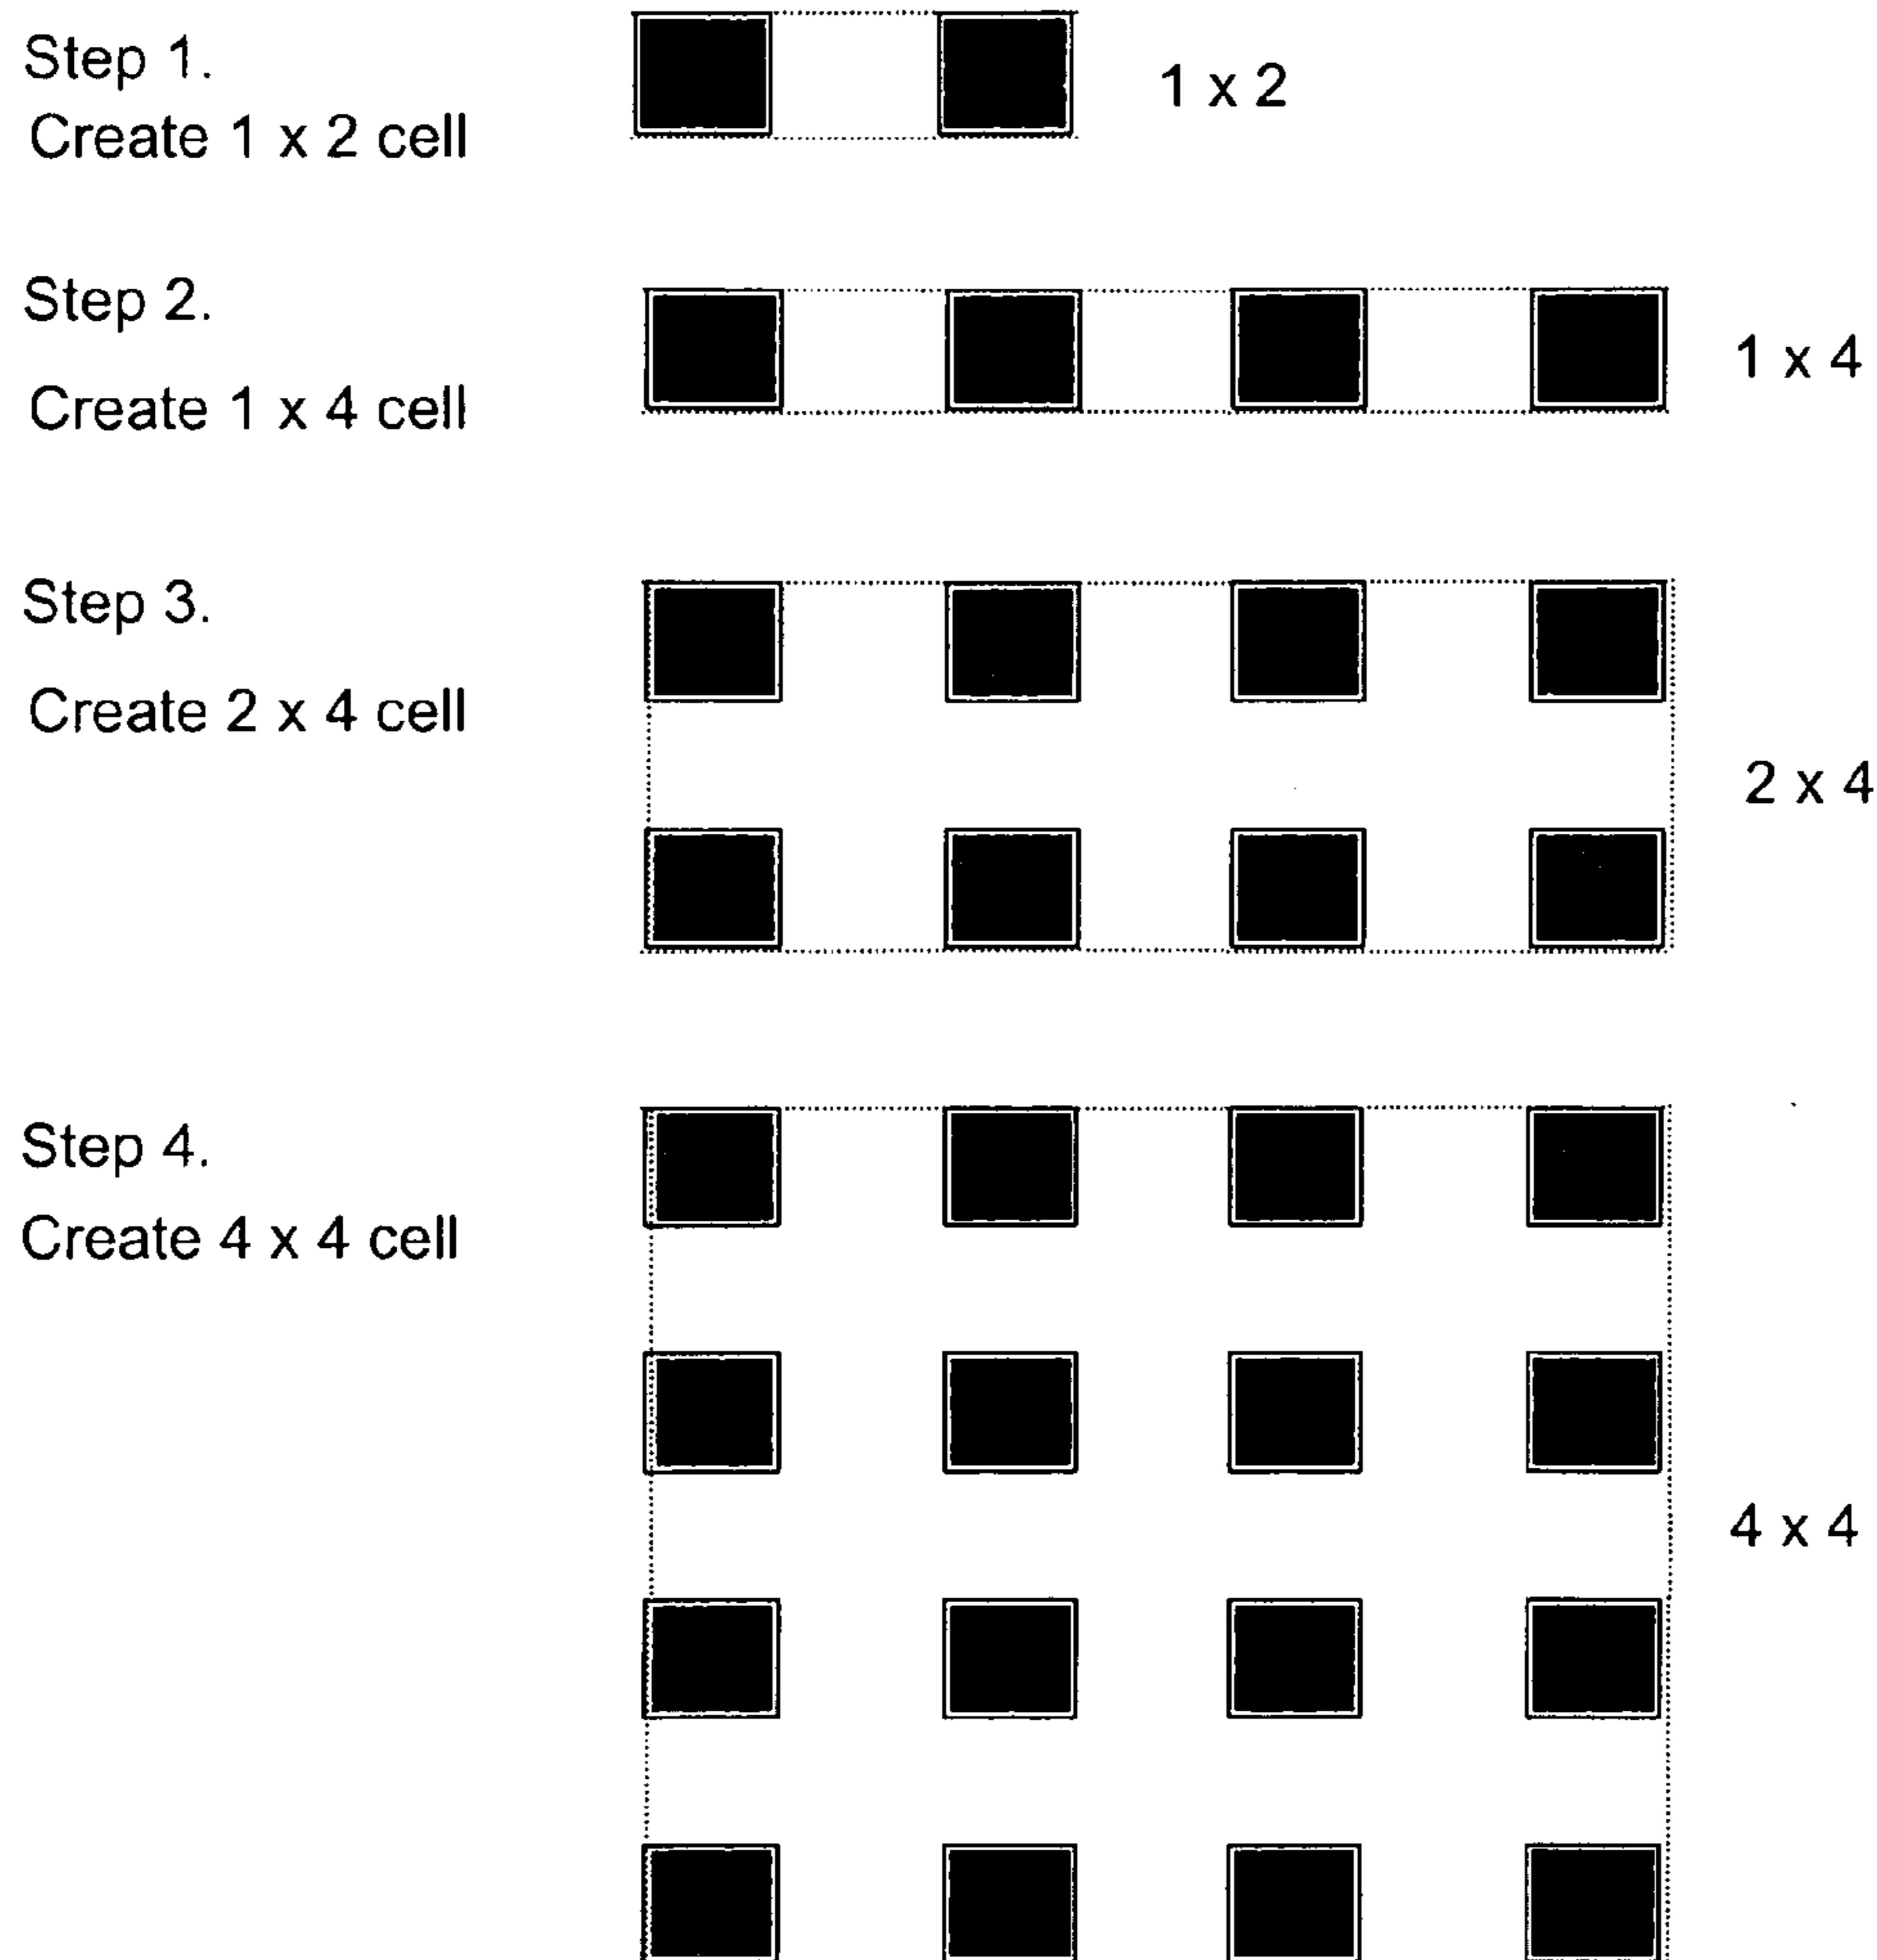 Step 1.
Create 1 x 2 cell
1 x 2
Step 2.
Create 1 x 4 cell
1 x 4
Step 3.
Create 2 x 4 cell
2 x 4
Step 4.
Create 4 x 4 cell
4 x 4